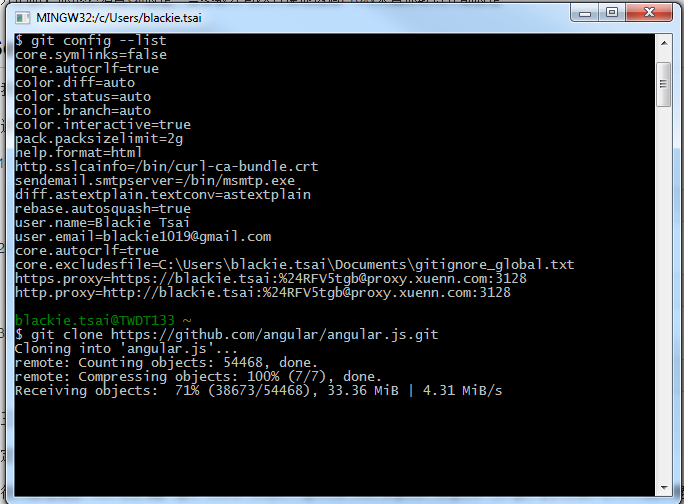 MINGW32:/c/Users/blackie.tsai
$ git config --list
core.symlinks=false
core.autocrlf=true
color.diff=auto
color.status=auto
color.branch=auto
color.interactive=true
pack.packsizelimit=2g
help.format=html
http.sslcainfo=/bin/curl-ca-bundle.crt
sendemail.smtpserver=/bin/msmtp.exe
diff.astextplain.textconv=astextplain
rebase.autosquash=true
user.name=Blackie Tsai
user.email=blackie1019@gmail.com
core.autocrlf=true
core.excludesfile=C:\Users\blackie.tsai\Documents\gitignore_global.txt
https.proxy=https://blackie.tsai:%24RFV5tgb@proxy.xuenn.com:3128
http.proxy=http://blackie.tsai:%24RFV5tgb@proxy.xuenn.com:3128
blackie.tsai@TWDT133 ~
$ git clone https://github.com/angular/angular.js.git
Cloning into 'angular.js'...
remote: Counting objects: 54468, done.
remote: Compressing objects: 100% (7/7), done.
Receiving objects:  71% (38673/54468), 33.36 MiB | 4.31 MiB/s